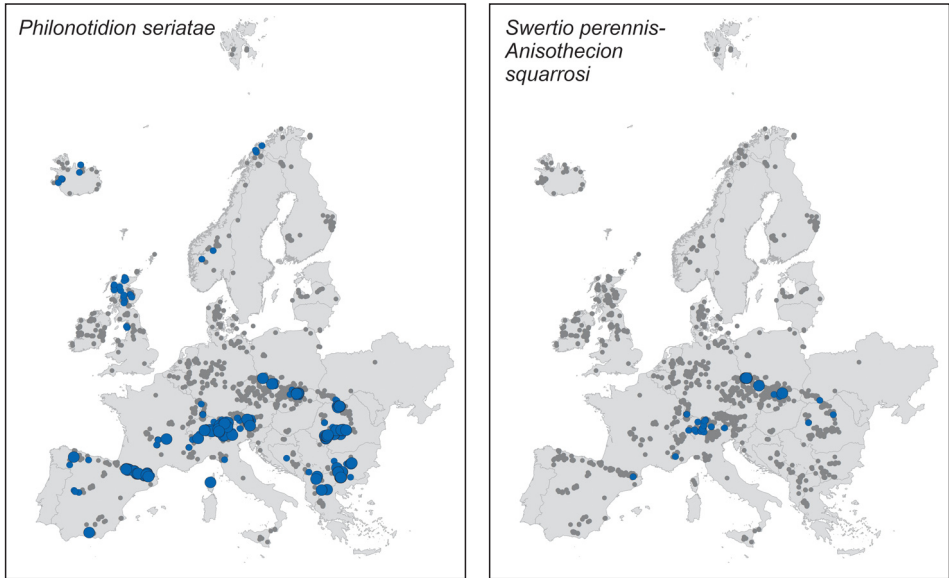 Philonotidion seriatae
Swertio perennis-
Anisothecion
squarrosi